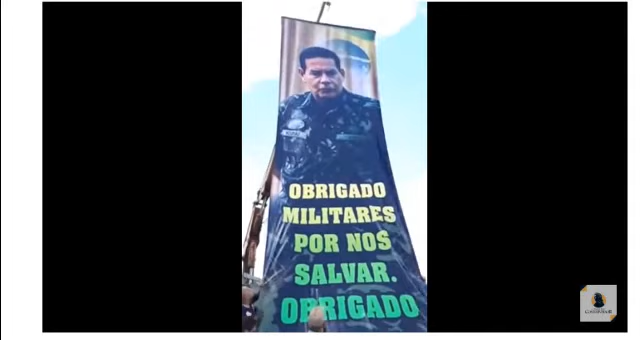 OBRIGADO
MILITARES
POR NOS
SALVAR.
OBRIGADO